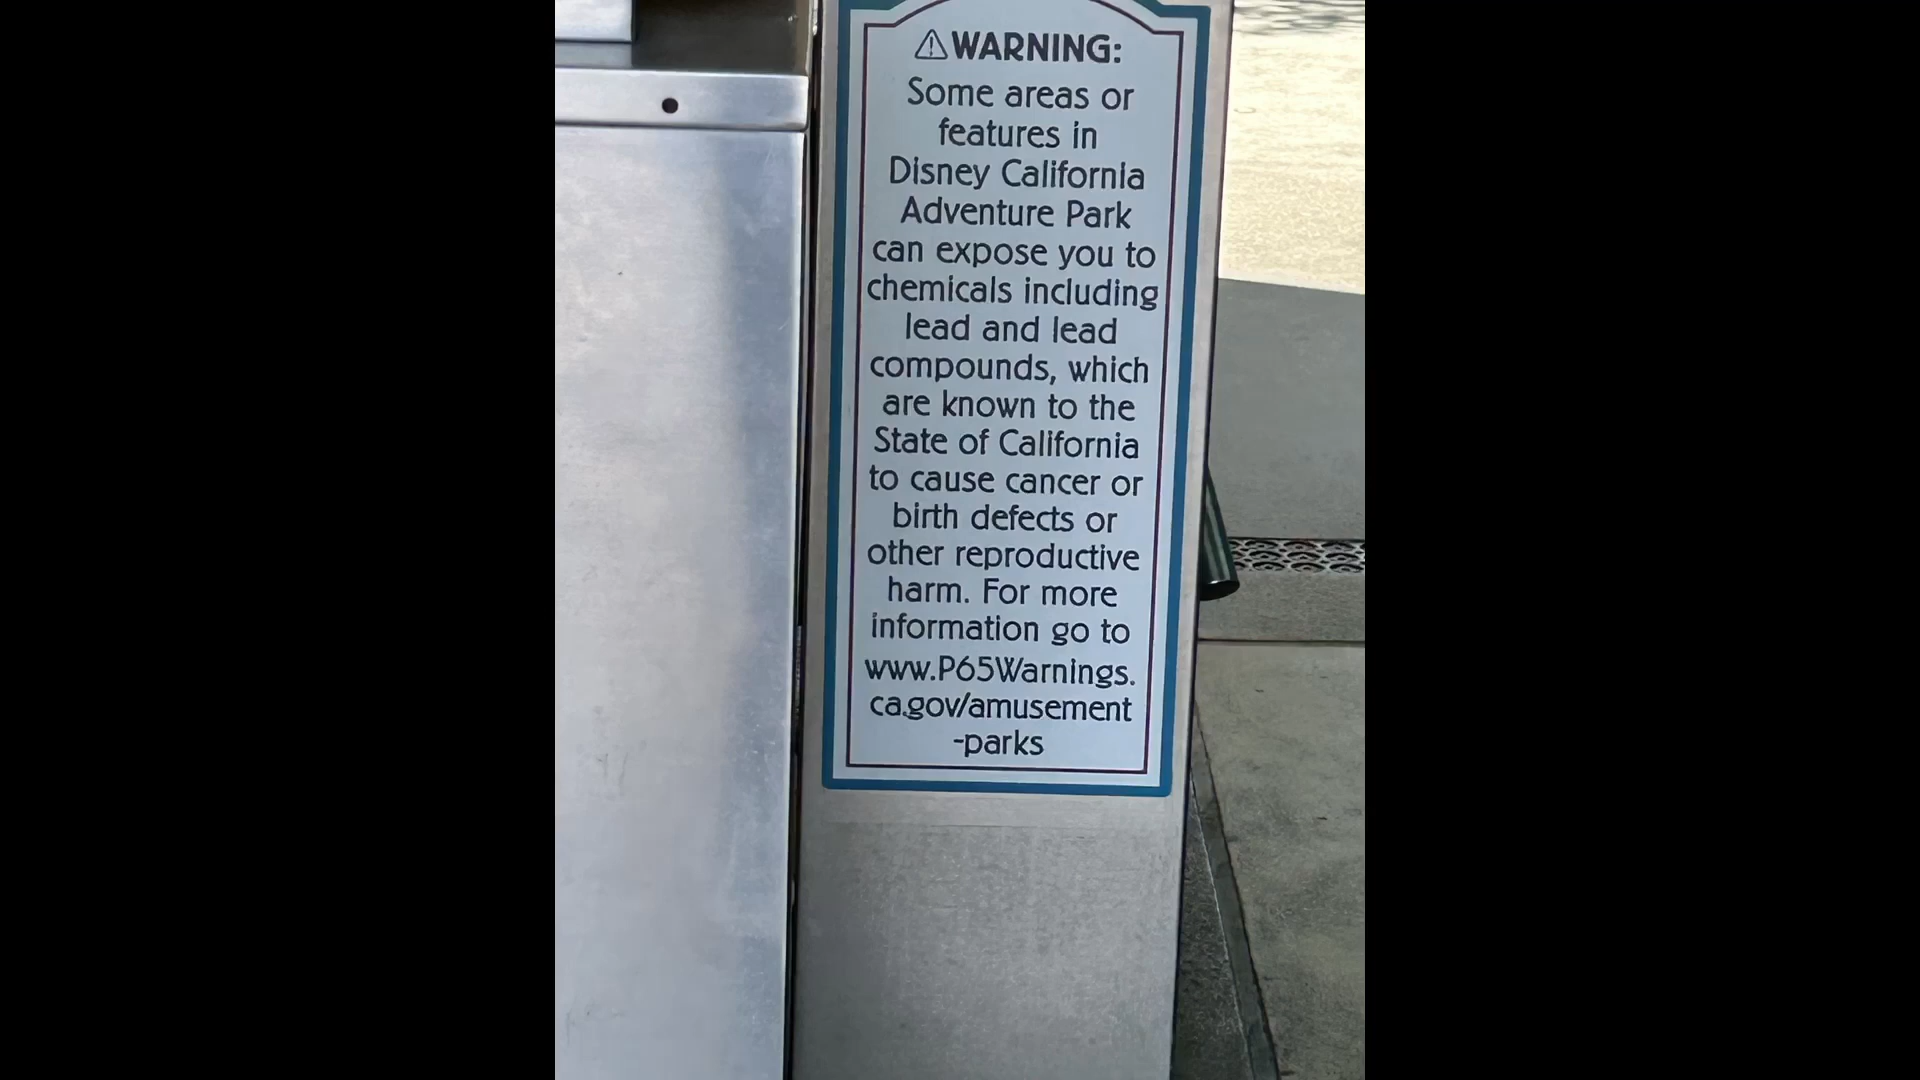 ⚠WARNING:
Some areas or
features in
Disney California
Adventure Park
can expose you to
chemicals including
lead and lead
compounds, which
are known to the
State of California
to cause cancer or
birth defects or
other reproductive
harm. For more
information go to
www.P65Warnings.
ca.gov/amusement
-parks